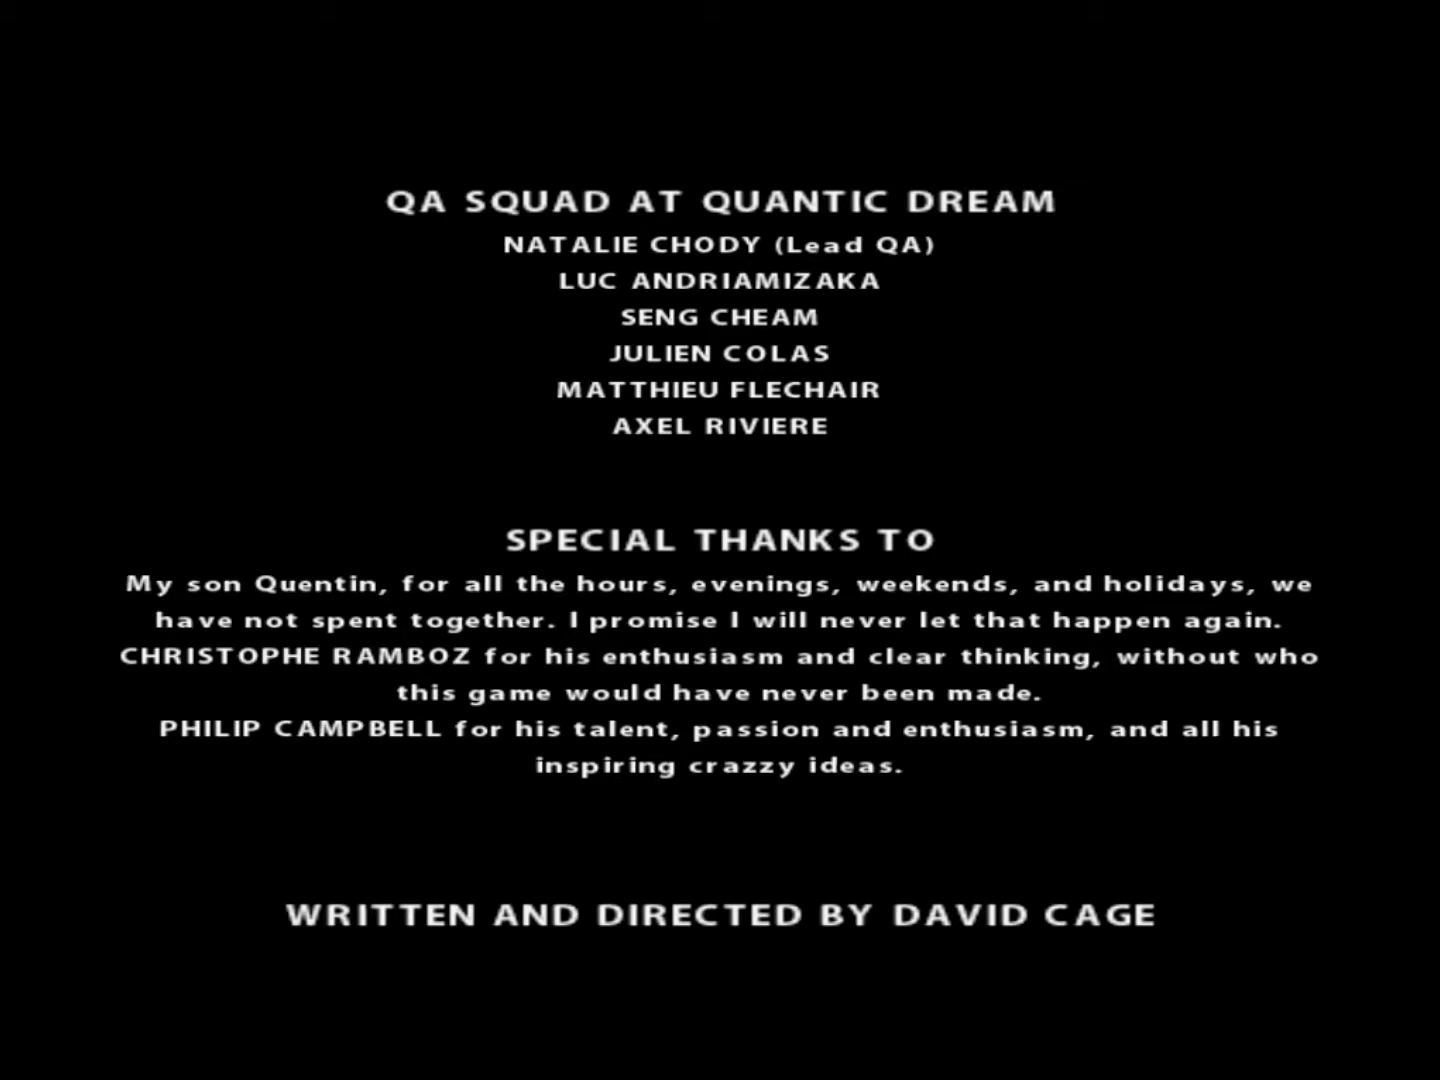 QA SQUAD AT QUANTIC DREAM
NATALIE CHODY (Lead QA)
LUC ANDRIAMIZAKA
SENG CHEAM
JULIEN COLAS
MATTHIEU FLECHAIR
AXEL RIVIERE
SPECIAL THANKS TO
My son Quentin, for all the hours, evenings, weekends, and holidays, we
have not spent together. I promise I will never let that happen again.
CHRISTOPHE RAMBOZ for his enthusiasm and clear thinking, without who
this game would have never been made.
PHILIP CAMPBELL for his talent, passion and enthusiasm, and all his
inspiring crazzy ideas.
WRITTEN AND DIRECTED BY DAVID CAGE